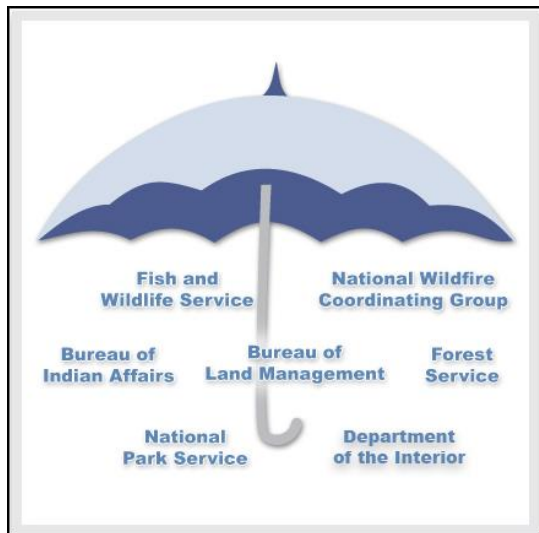 Fish and
Wildlife Service
National Wildfire
Coordinating Group
Bureau of
Indian Affairs
Bureau of
Land Management
Forest
Service
National
Park Service
Department
of the Interior